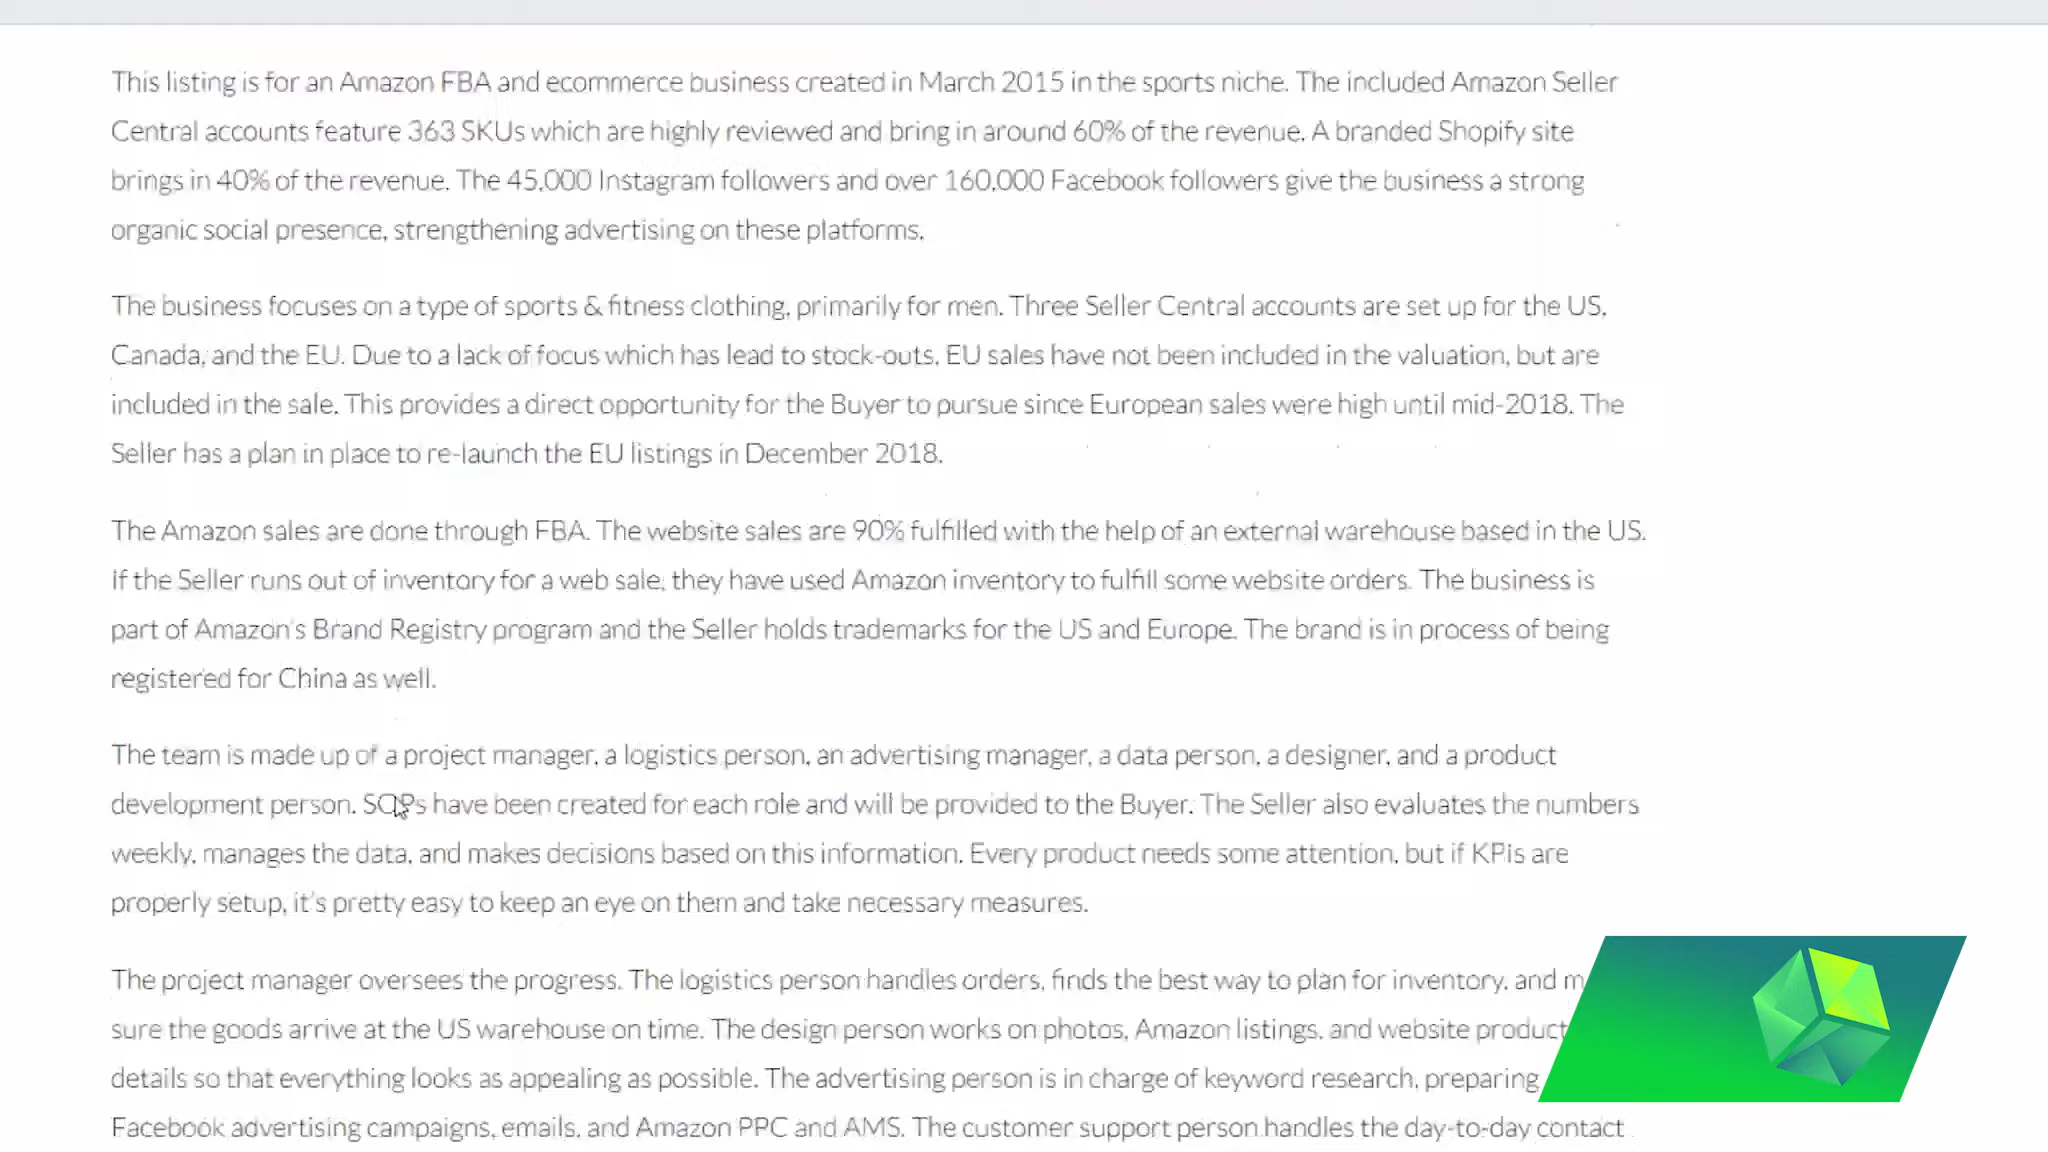 This listing is for an Amazon FBA and ecommerce business created in March 2015 in the sports niche. The included Amazon Seller
Central accounts feature 363 SKUs which are highly reviewed and bring in around 60% of the revenue. A branded Shopify site
brings in 40% of the revenue. The 45,000 Instagram followers and over 160,000 Facebook followers give the business a strong
organic social presence, strengthening advertising on these platforms.
The business focuses on a type of sports & fitness clothing, primarily for men. Three Seller Central accounts are set up for the US,
Canada, and the EU. Due to a lack of focus which has lead to stock-outs, EU sales have not been included in the valuation, but are
included in the sale. This provides a direct opportunity for the Buyer to pursue since European sales were high until mid-2018. The
Seller has a plan in place to re-launch the EU listings in December 2018.
The Amazon sales are done through FBA. The website sales are 90% fulfilled with the help of an external warehouse based in the US.
If the Seller runs out of inventory for a web sale, they have used Amazon inventory to fulfill some website orders. The business is
part of Amazon's Brand Registry program and the Seller holds trademarks for the US and Europe. The brand is in process of being
registered for China as well.
The team is made up of a project manager, a logistics person, an advertising manager, a data person, a designer, and a product
development person. SOPs have been created for each role and will be provided to the Buyer. The Seller also evaluates the numbers
weekly, manages the data, and makes decisions based on this information. Every product needs some attention, but if KPIs are
properly setup, it's pretty easy to keep an eye on them and take necessary measures.
The project manager oversees the progress. The logistics person handles orders, finds the best way to plan for inventory, and m
sure the goods arrive at the US warehouse on time. The design person works on photos, Amazon listings, and website product
details so that everything looks as appealing as possible. The advertising person is in charge of keyword research, preparing
Facebook advertising campaigns, emails, and Amazon PPC and AMS. The customer support person handles the day-to-day contact